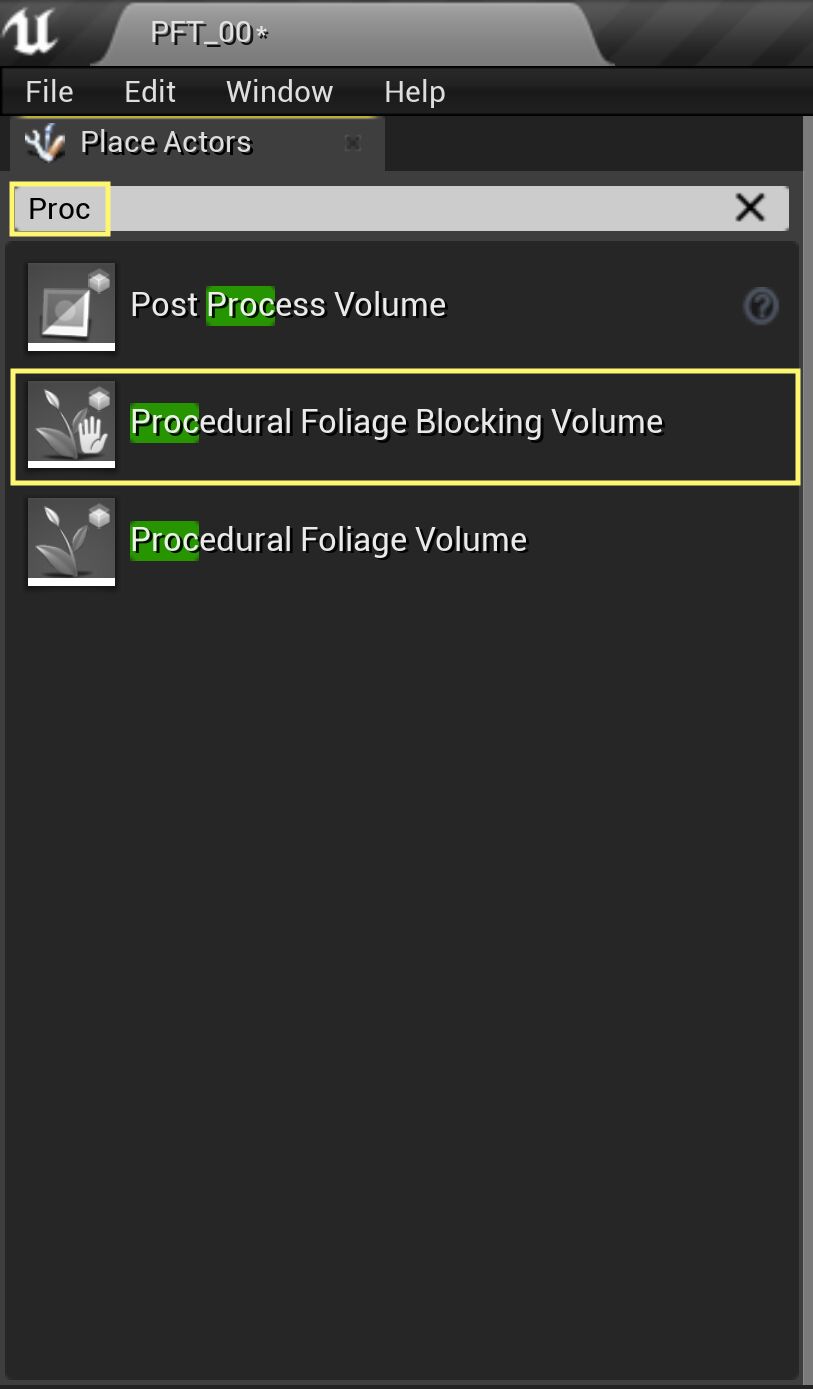 PFT_00*
File Edit Window Help
Place Actors
Proc
Post Process Volume
Procedural Foliage Blocking Volume
Procedural Foliage Volume